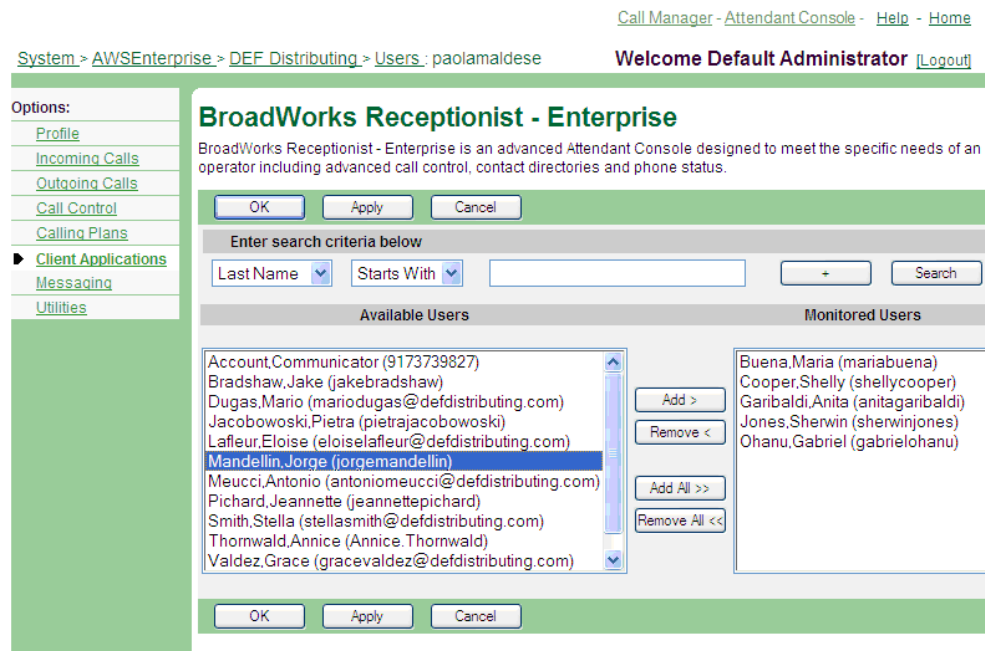 Call Manager - Attendant Console - Help - Home
System > AWSEnterprise > DEF Distributing > Users : paolamaldese
Welcome Default Administrator [Logout]
Options:
Profile
Incoming Calls
Outgoing Calls
Call Control
Calling Plans
Client Applications
Messaging
Utilities
BroadWorks Receptionist - Enterprise
BroadWorks Receptionist - Enterprise is an advanced Attendant Console designed to meet the specific needs of an
operator including advanced call control, contact directories and phone status.
OK Apply Cancel
Enter search criteria below
Last Name Starts With + Search
Available Users
Monitored Users
Account,Communicator (9173739827)
Bradshaw,Jake (jakebradshaw)
Dugas,Mario (mariodugas@defdistributing.com)
Jacobowoski,Pietra (pietrajacobowoski)
Lafleur,Eloise (eloiselafleur@defdistributing.com)
Mandellin,Jorge (jorgemandellin)
Meucci,Antonio (antoniomeucci@defdistributing.com)
Pichard,Jeannette (jeannettepichard)
Smith,Stella (stellasmith@defdistributing.com)
Thornwald,Annice (Annice.Thornwald)
Valdez,Grace (gracevaldez@defdistributing.com)
Add >
Remove <
Add All >>
Remove All <<
Buena,Maria (mariabuena)
Cooper,Shelly (shellycooper)
Garibaldi,Anita (anitagaribaldi)
Jones,Sherwin (sherwinjones)
Ohanu,Gabriel (gabrielohanu)
OK Apply Cancel